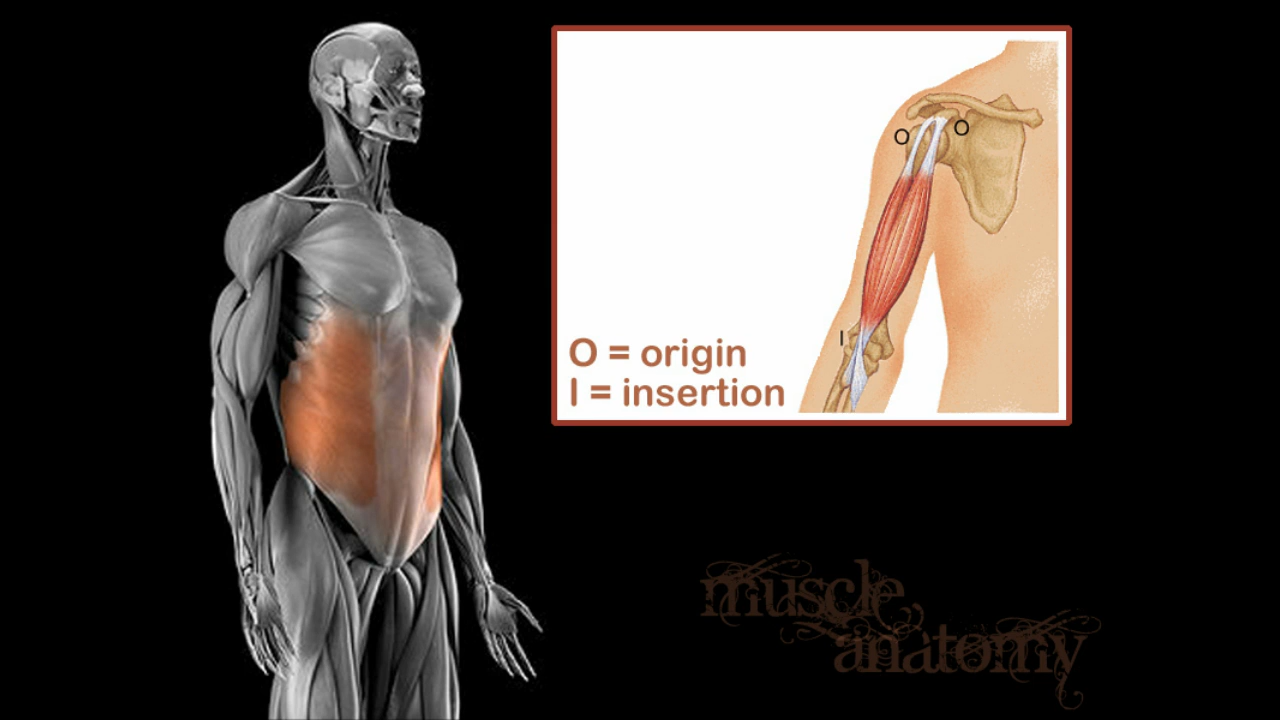 O O
I
O = origin
I = insertion
muscle
anatomy